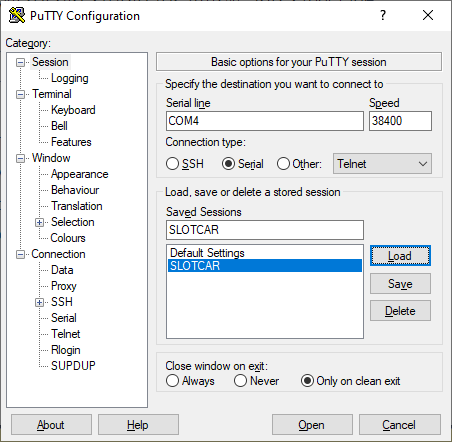 PuTTY Configuration
Category:
Session
Logging
Terminal
Keyboard
Bell
Features
Window
Appearance
Behaviour
Translation
Selection
Colours
Connection
Data
Proxy
SSH
Serial
Telnet
Rlogin
SUPDUP
Basic options for your PuTTY session
Specify the destination you want to connect to
Serial line Speed
COM4 38400
Connection type:
SSH Serial Other: Telnet
Load, save or delete a stored session
Saved Sessions
SLOTCAR
Default Settings
SLOTCAR
Load
Save
Delete
Close window on exit:
Always Never Only on clean exit
About Help Open Cancel